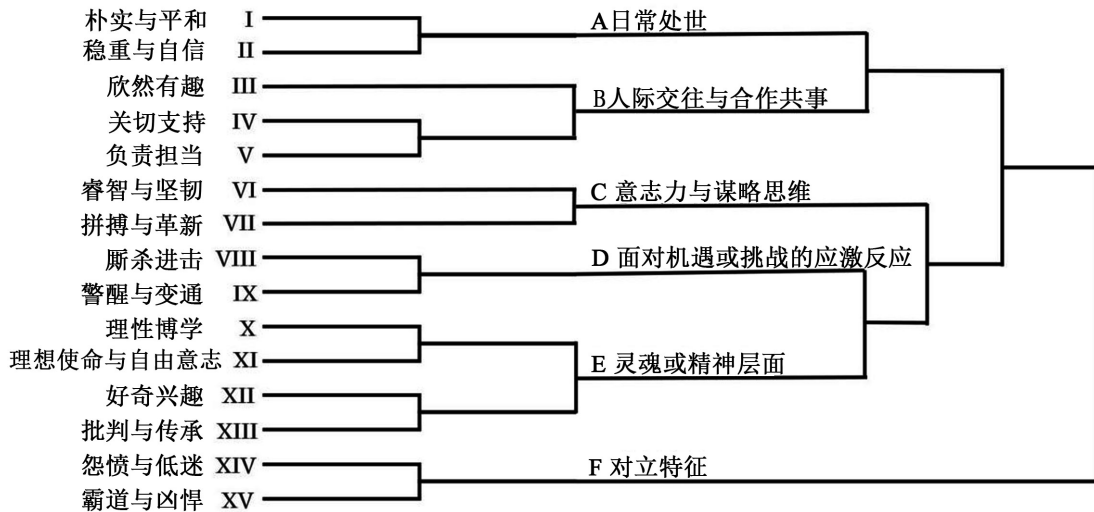 朴实与平和 I
A日常处世
稳重与自信 II
欣然有趣 III
B人际交往与合作共事
关切支持 IV
负责担当 V
睿智与坚韧 VI
C 意志力与谋略思维
拼搏与革新 VII
厮杀进击 VIII
D 面对机遇或挑战的应激反应
警醒与变通 IX
理性博学 X
理想使命与自由意志 XI
E 灵魂或精神层面
好奇兴趣 XII
批判与传承 XIII
怨愤与低迷 XIV
F 对立特征
霸道与凶悍 XV